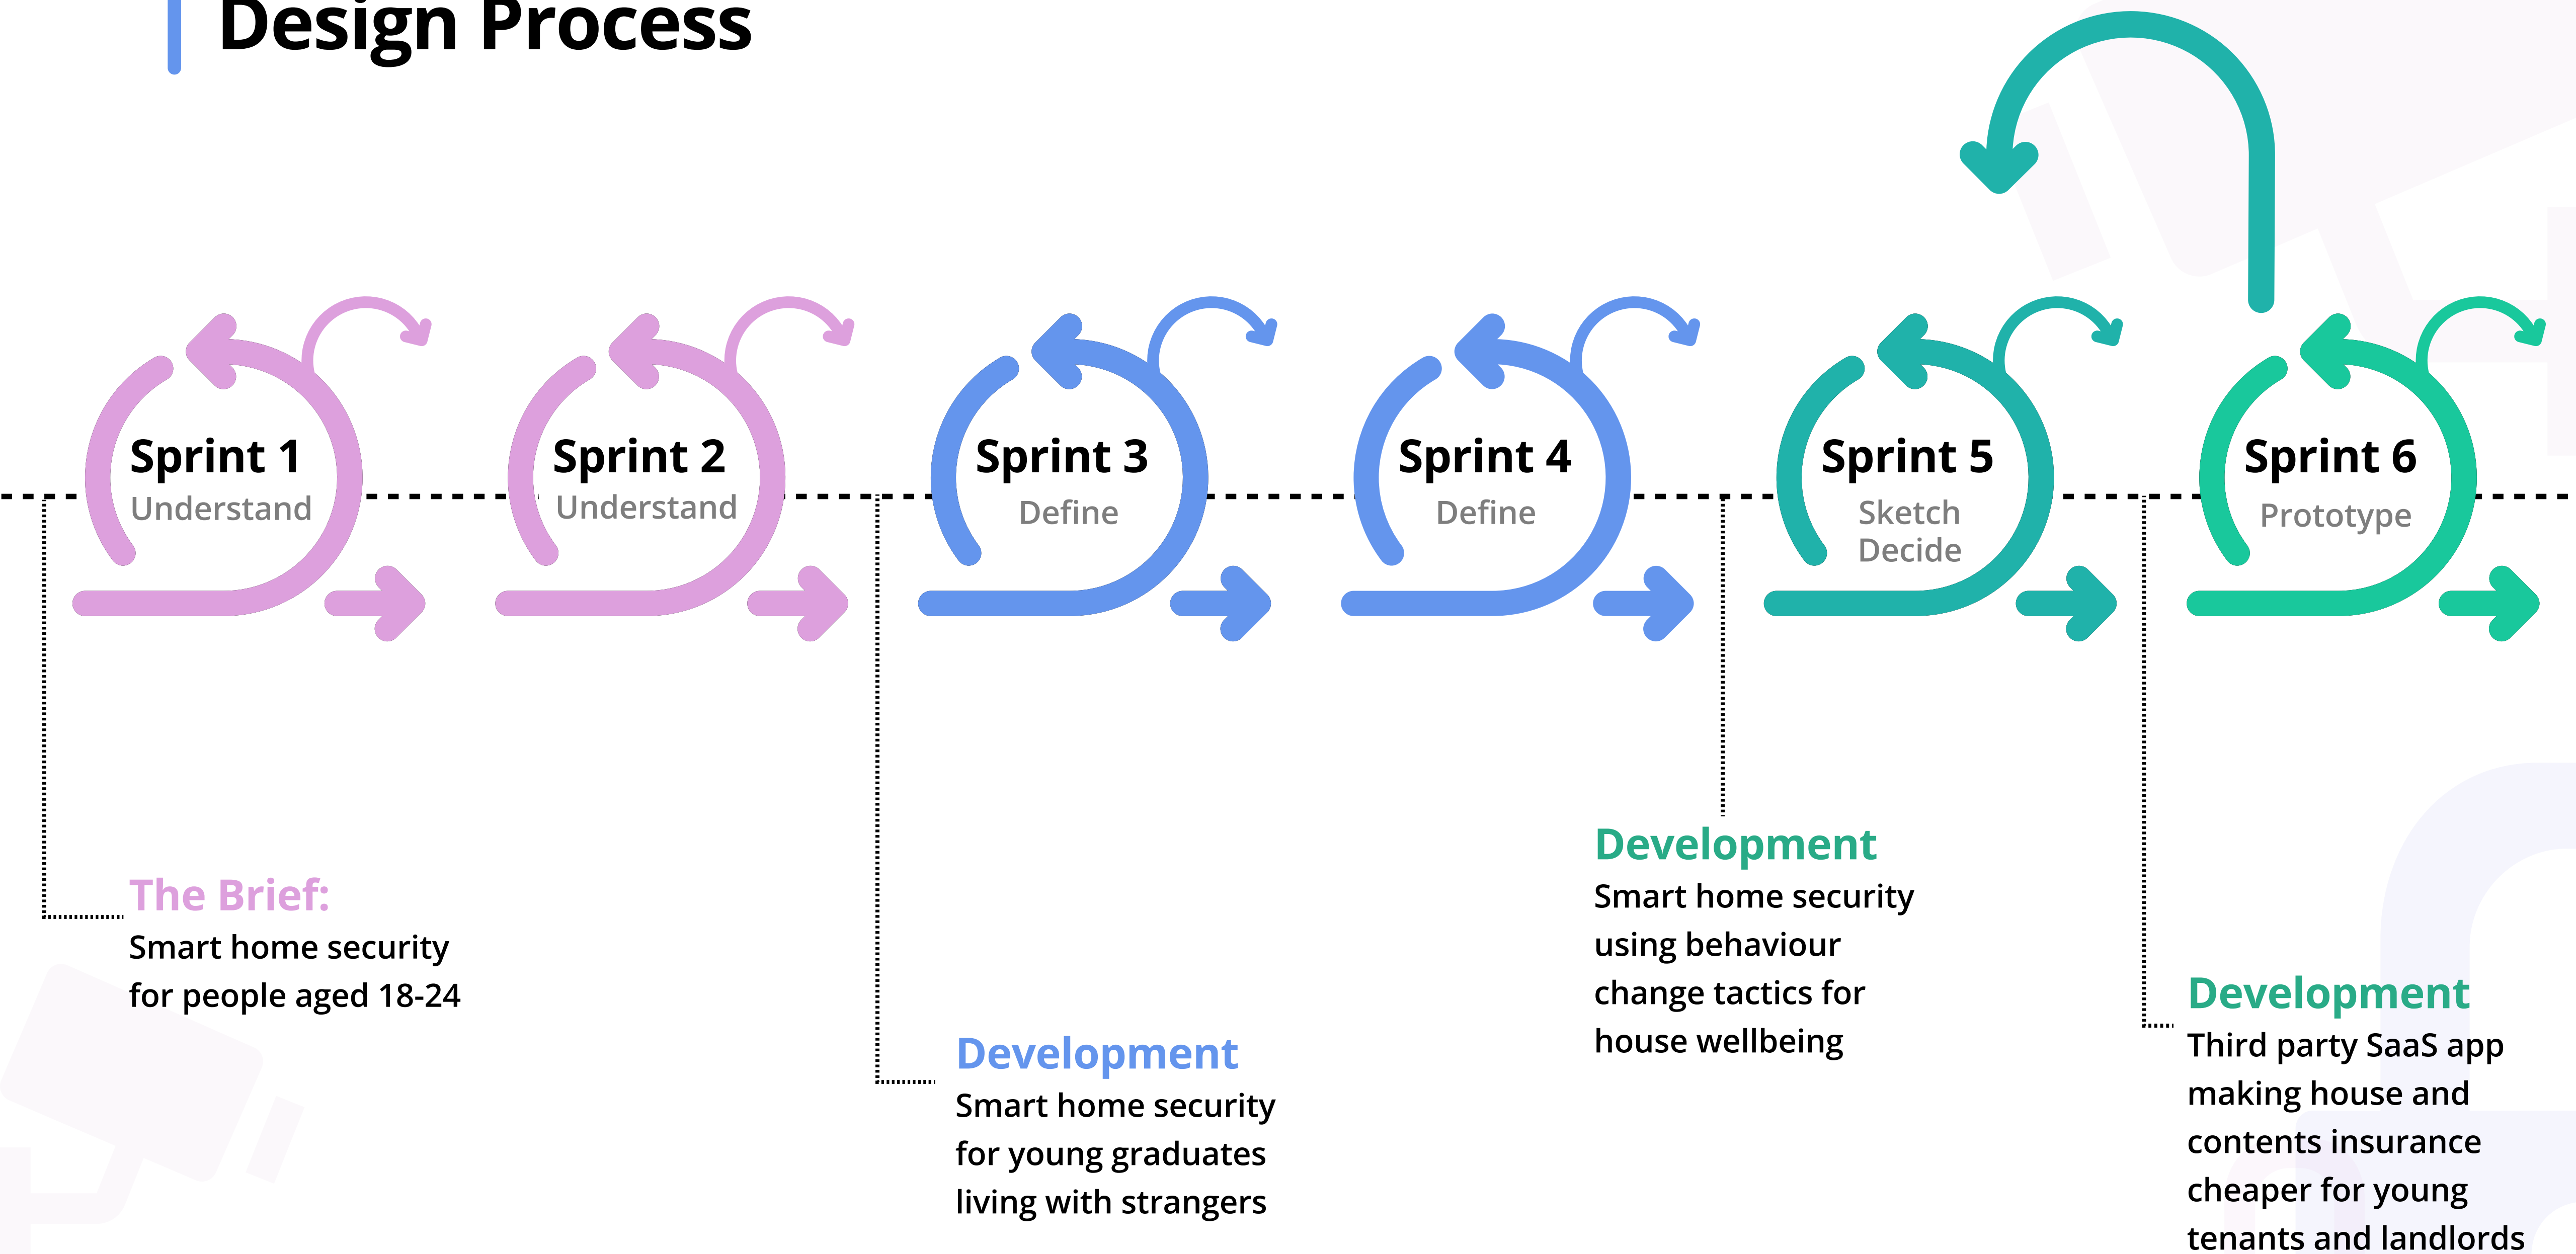 Design Process
Sprint 1
Understand
Sprint 2
Understand
Sprint 3
Define
Sprint 4
Define
Sprint 5
Sketch
Decide
Sprint 6
Prototype
The Brief:
Smart home security
for people aged 18-24
Development
Smart home security
for young graduates
living with strangers
Development
Smart home security
using behaviour
change tactics for
house wellbeing
Development
Third party SaaS app
making house and
contents insurance
cheaper for young
tenants and landlords